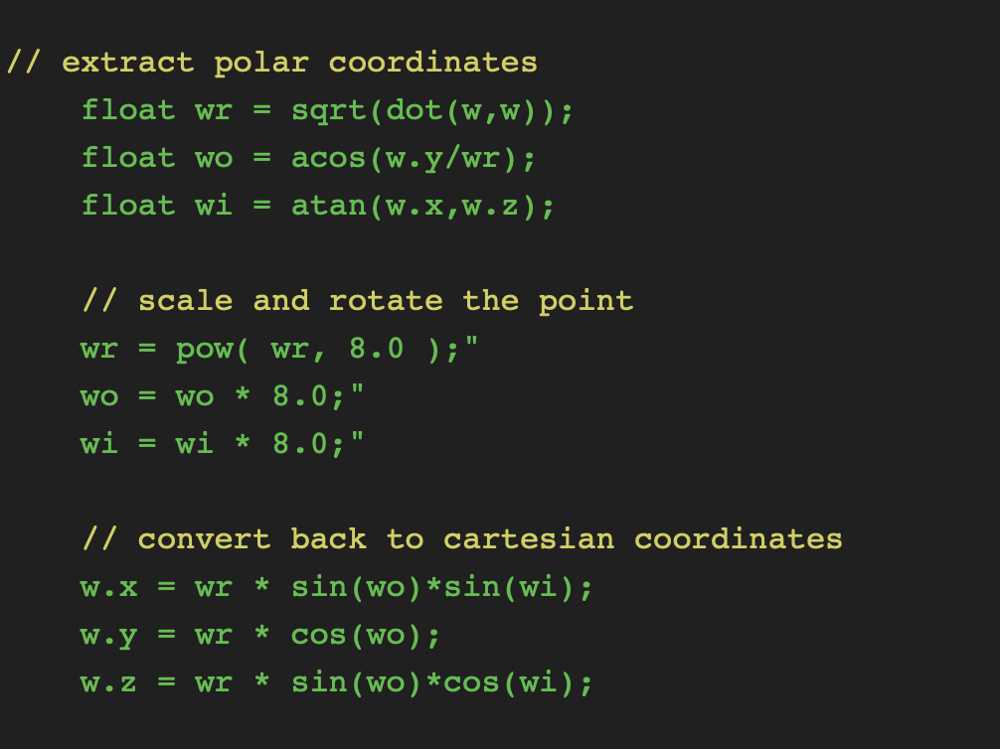 // extract polar coordinates
float wr = sqrt(dot(w,w));
float wo = acos(w.y/wr);
float wi = atan(w.x,w.z);
// scale and rotate the point
wr = pow( wr, 8.0 );"
wo = wo * 8.0;"
wi = wi * 8.0;"
// convert back to cartesian coordinates
w.x = wr * sin(wo)*sin(wi);
w.y = wr * cos(wo);
w.z = wr * sin(wo)*cos(wi);